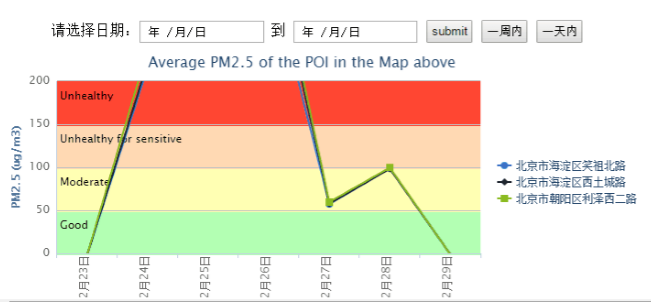 请选择日期： 年 /月/日 到 年 /月/日 submit 一周内 一天内
Average PM2.5 of the POI in the Map above
PM2.5 (ug/m3)
200
150
100
50
0
Unhealthy
Unhealthy for sensitive
Moderate
Good
2月23日
2月24日
2月25日
2月26日
2月27日
2月28日
2月29日
北京市海淀区笑祖北路
北京市海淀区西土城路
北京市朝阳区利泽西二路